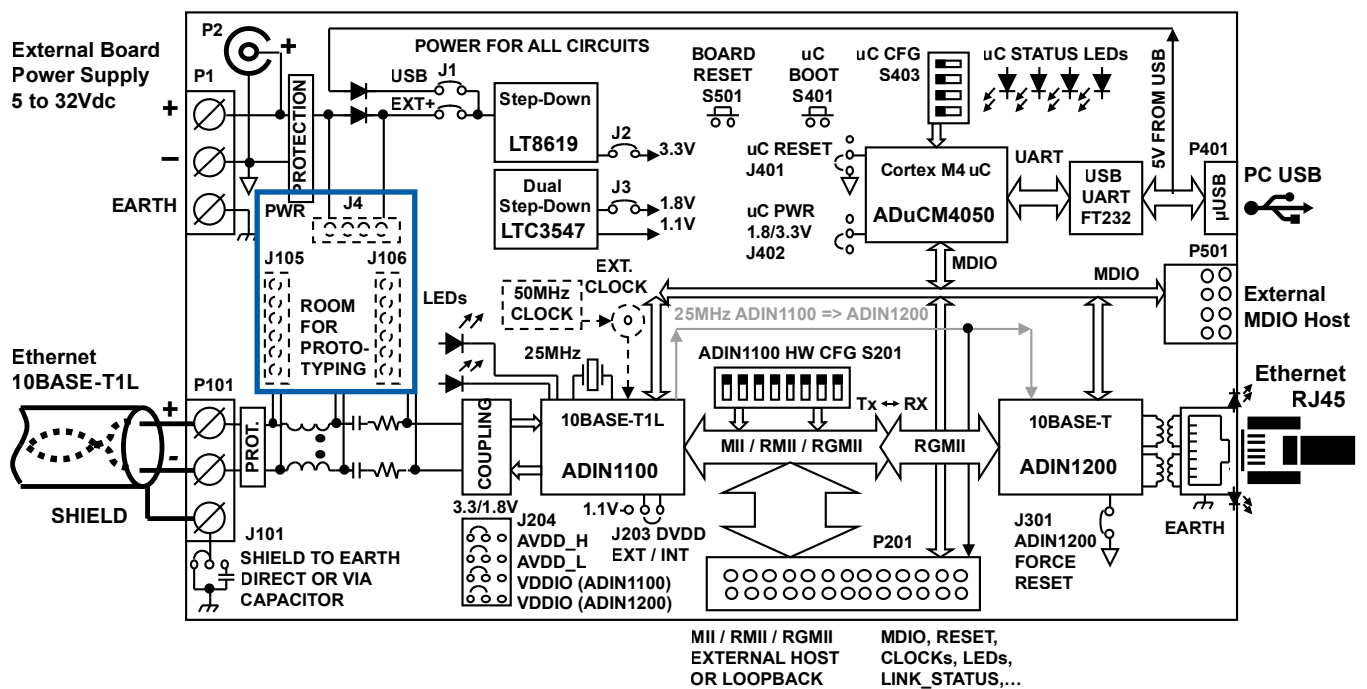 External Board
Power Supply
5 to 32Vdc
P1
P2
+
+
–
EARTH
PROTECTION
POWER FOR ALL CIRCUITS
USB
J1
EXT+
Step-Down
LT8619
J2
3.3V
Dual
Step-Down
LTC3547
J3
1.8V
1.1V
BOARD
RESET
S501
uC
BOOT
S401
uC CFG
S403
uC STATUS LEDs
uC RESET
J401
uC PWR
1.8/3.3V
J402
Cortex M4 uC
ADuCM4050
UART
USB
UART
FT232
5V FROM USB
P401
µUSB
PC USB
MDIO
MDIO
P501
External
MDIO Host
PWR
J4
J105
J106
ROOM
FOR
PROTO-
TYPING
LEDs
50MHz
CLOCK
EXT.
CLOCK
25MHz
25MHz ADIN1100 => ADIN1200
ADIN1100 HW CFG S201
Ethernet
10BASE-T1L
P101
+
-
SHIELD
PROT.
COUPLING
10BASE-T1L
ADIN1100
MII / RMII / RGMII
Tx ↔ RX
RGMII
10BASE-T
ADIN1200
Ethernet
RJ45
EARTH
J101
SHIELD TO EARTH
DIRECT OR VIA
CAPACITOR
3.3/1.8V
J204
AVDD_H
AVDD_L
VDDIO (ADIN1100)
VDDIO (ADIN1200)
1.1V
J203 DVDD
EXT / INT
P201
J301
ADIN1200
FORCE
RESET
MII / RMII / RGMII
EXTERNAL HOST
OR LOOPBACK
MDIO, RESET,
CLOCKs, LEDs,
LINK_STATUS,...